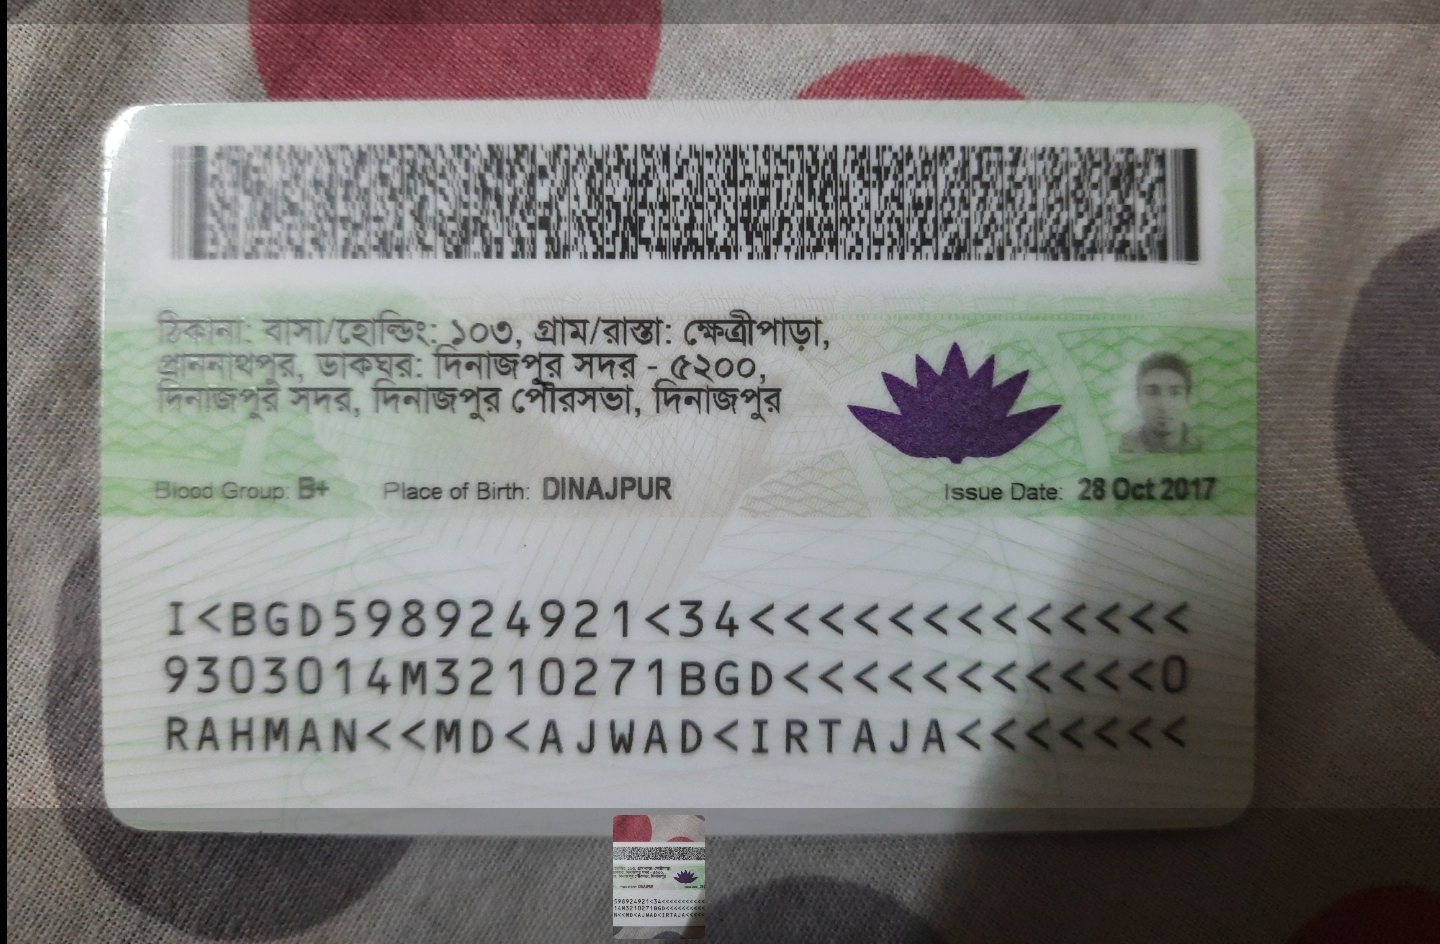 ঠিকানা: বাসা/হোল্ডিং: ১০৩, গ্রাম/রাস্তা: ক্ষেত্রীপাড়া,
প্রাননাথপুর, ডাকঘর: দিনাজপুর সদর - ৫২০০,
দিনাজপুর সদর, দিনাজপুর পৌরসভা, দিনাজপুর
Blood Group: B+ Place of Birth: DINAJPUR Issue Date: 28 Oct 2017
I<BGD598924921<34<<<<<<<<<<<<<<
9303014M3210271BGD<<<<<<<<<<<<0
RAHMAN<<MD<AJWAD<IRTAJA<<<<<<<